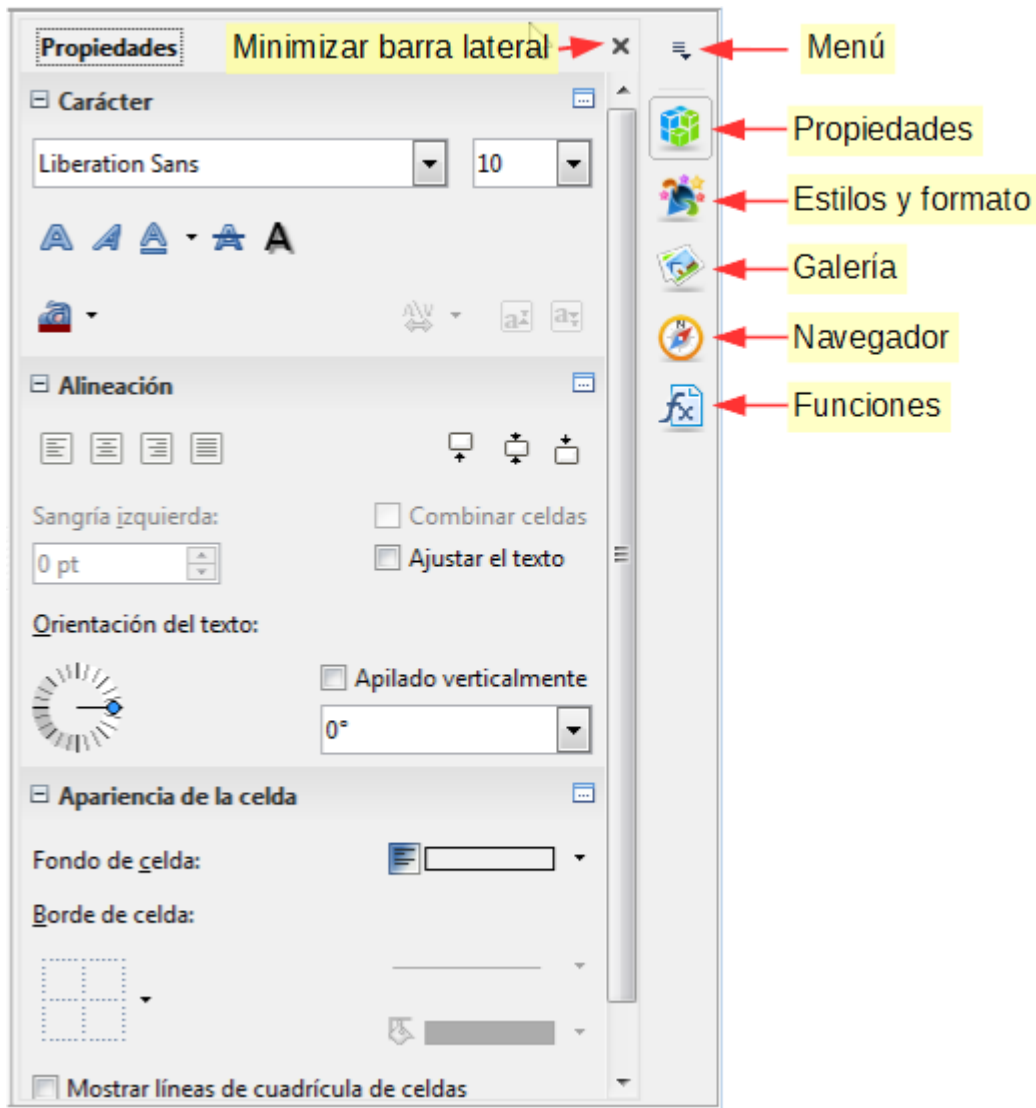 Propiedades
Minimizar barra lateral
Menú
Carácter
Propiedades
Liberation Sans
10
Estilos y formato
Galería
Navegador
Alineación
Funciones
Sangría izquierda:
Combinar celdas
0 pt
Ajustar el texto
Orientación del texto:
Apilado verticalmente
0°
Apariencia de la celda
Fondo de celda:
Borde de celda:
Mostrar líneas de cuadrícula de celdas